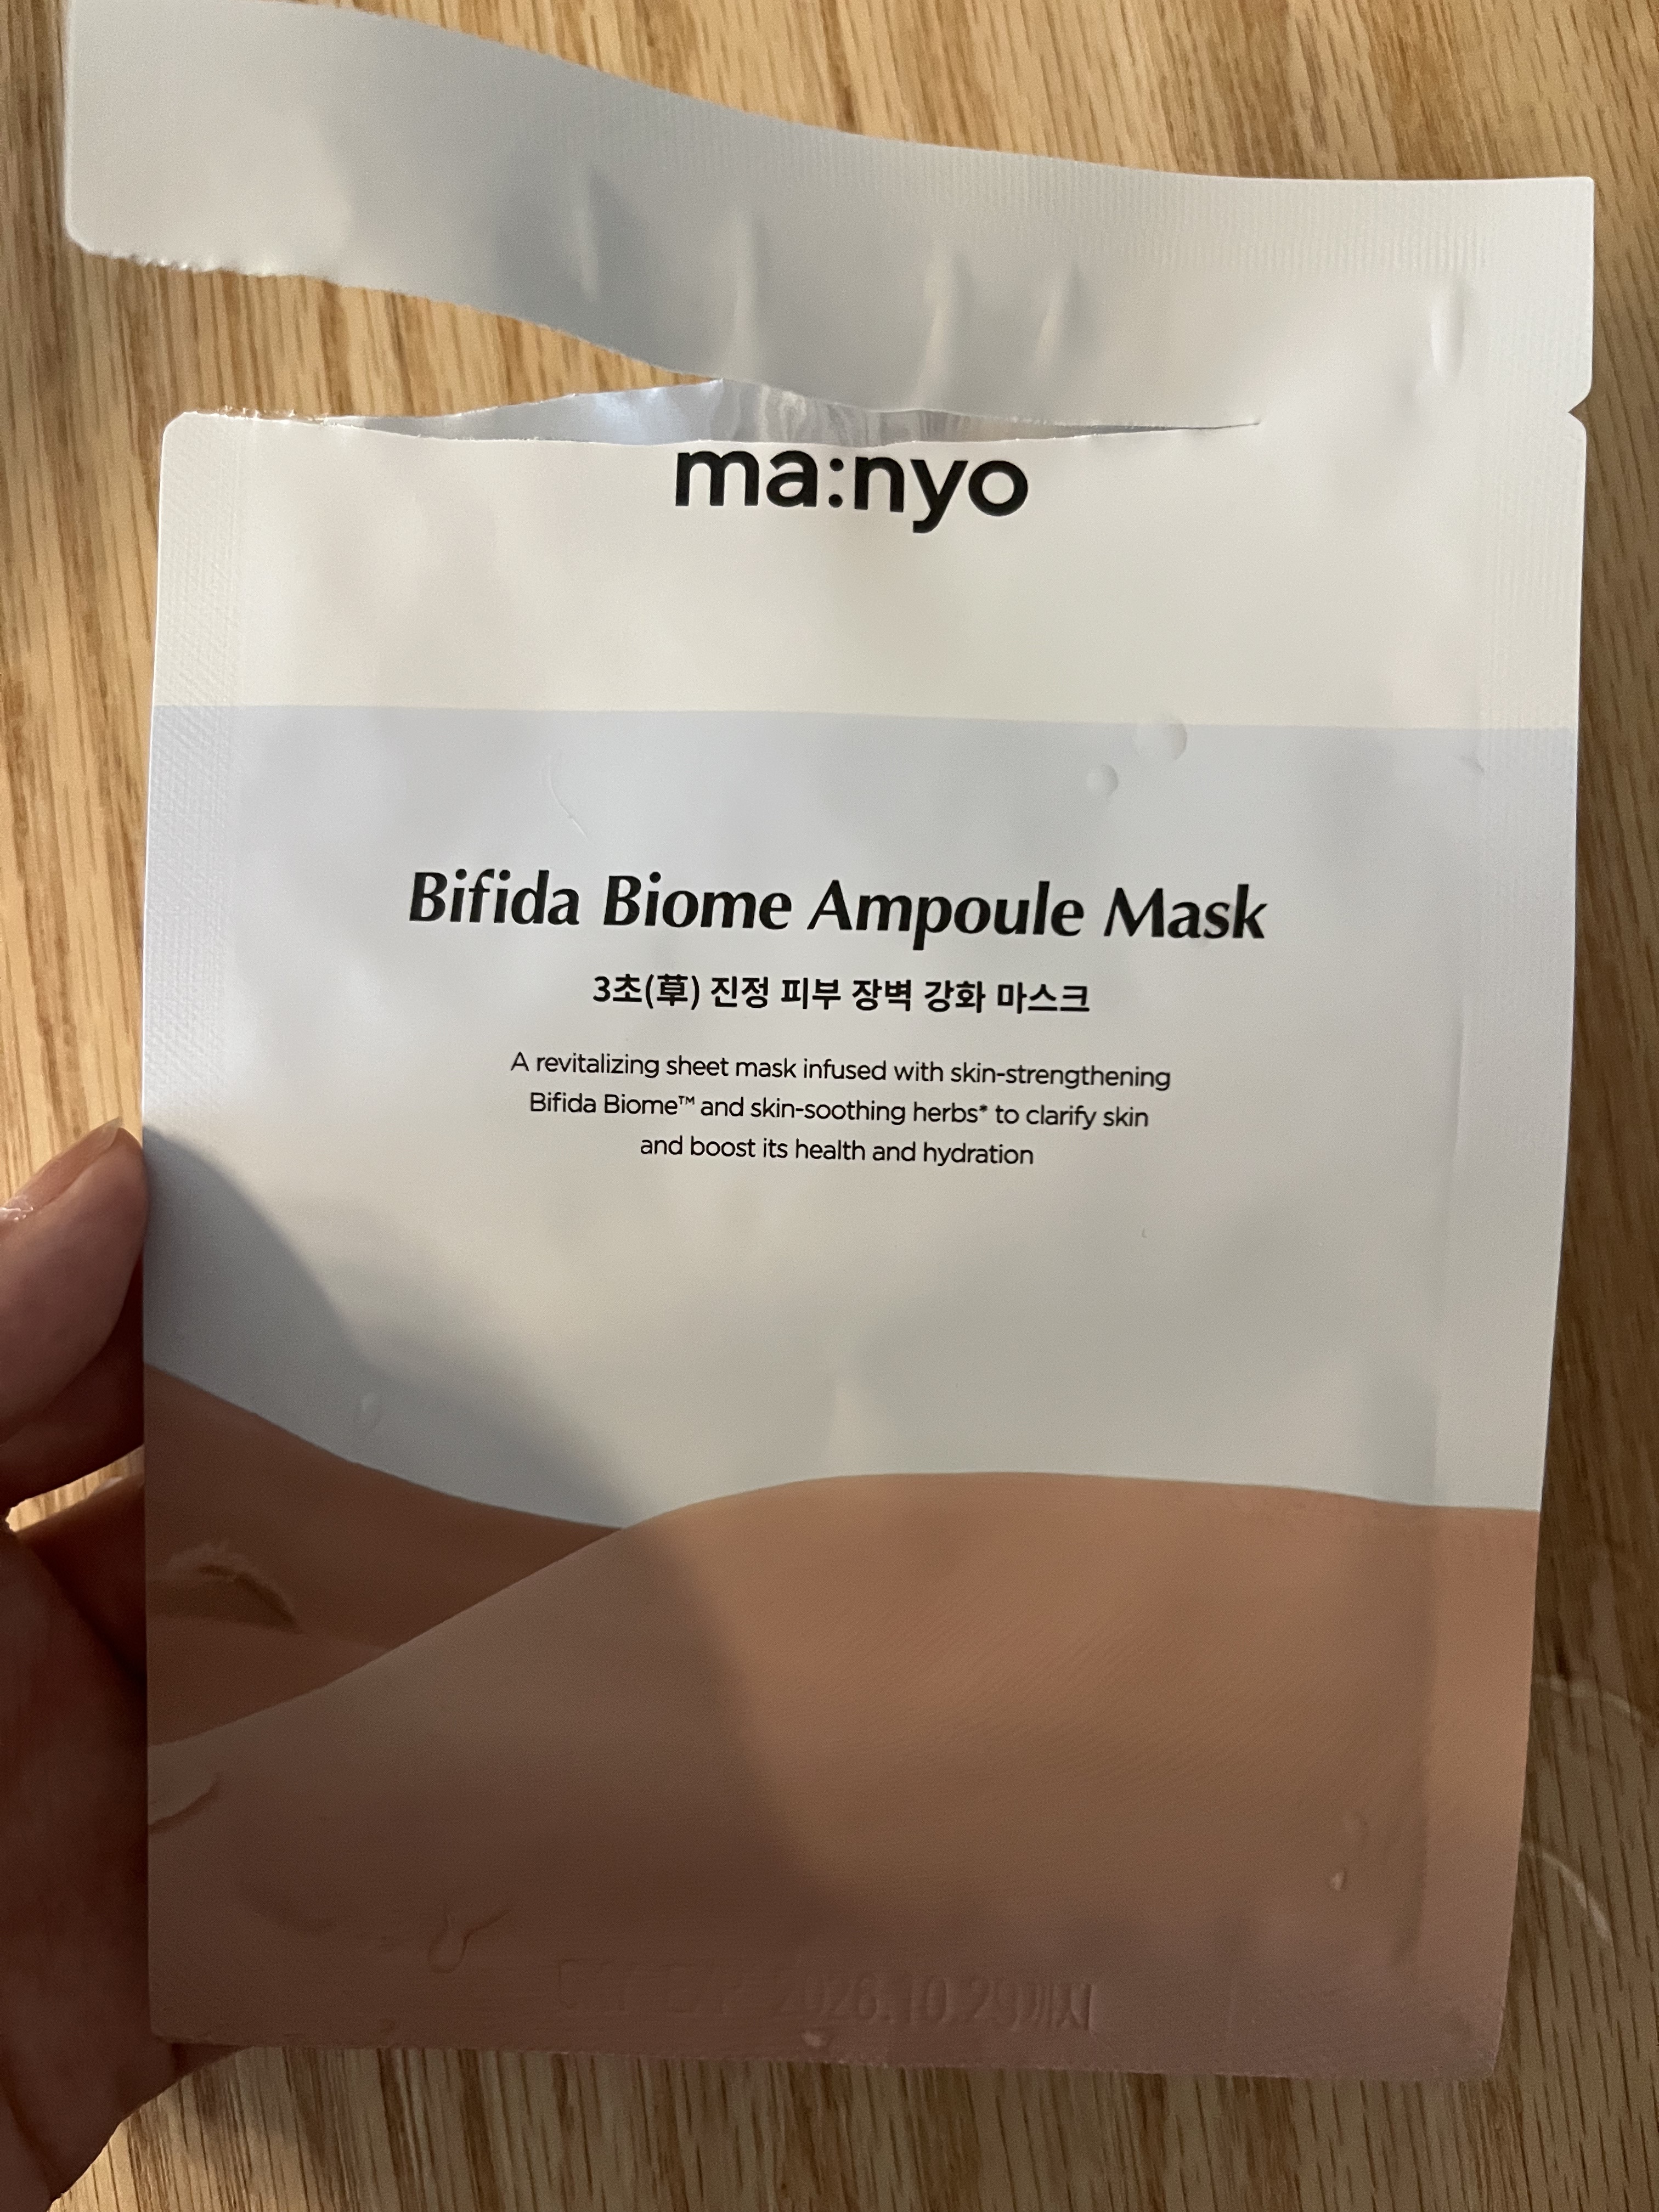 ma:nyo
Bifida Biome Ampoule Mask
3초(草) 진정 피부 장벽 강화 마스크
A revitalizing sheet mask infused with skin-strengthening
Bifida Biome™ and skin-soothing herbs* to clarify skin
and boost its health and hydration
EXP 2026.10.29까지